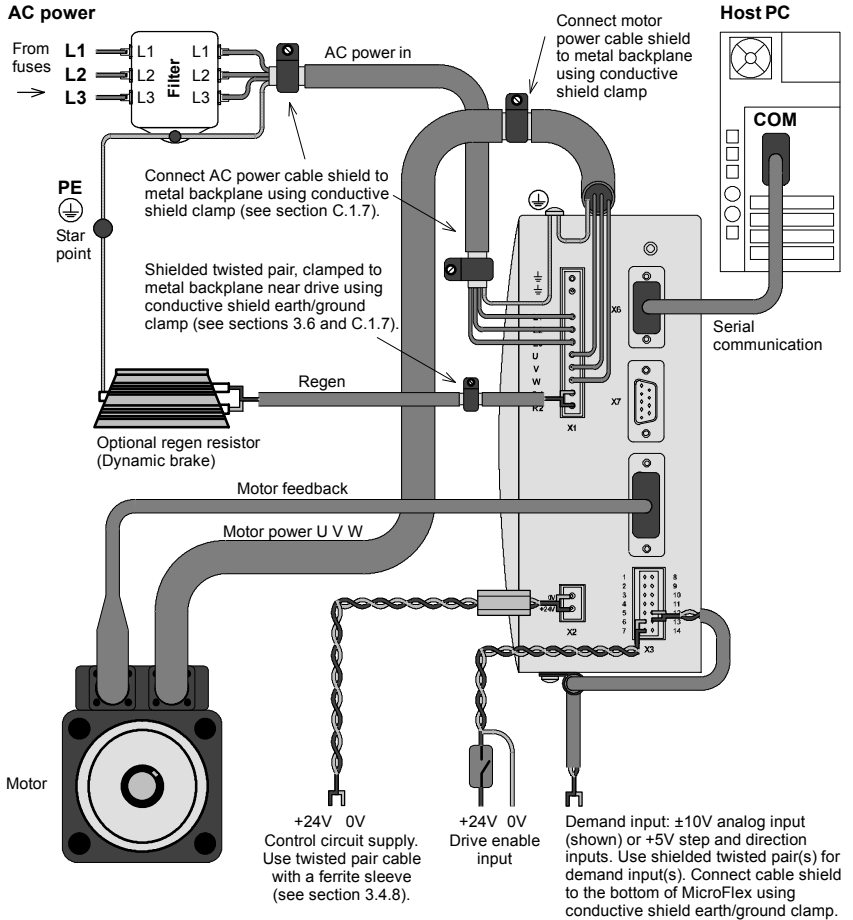 AC power
Host PC
From
fuses
L1
L2
L3
L1
L2
L3
Filter
L1
L2
L3
AC power in
Connect motor
power cable shield
to metal backplane
using conductive
shield clamp
COM
PE
Star
point
Connect AC power cable shield to
metal backplane using conductive
shield clamp (see section C.1.7).
Shielded twisted pair, clamped to
metal backplane near drive using
conductive shield earth/ground
clamp (see sections 3.6 and C.1.7).
Serial
communication
Regen
U
V
W
R2
X1
X6
X7
Optional regen resistor
(Dynamic brake)
Motor feedback
Motor power U V W
0V
+24V
X2
1
2
3
4
5
6
7
8
9
10
11
12
13
14
X3
Motor
+24V 0V
Control circuit supply.
Use twisted pair cable
with a ferrite sleeve
(see section 3.4.8).
+24V 0V
Drive enable
input
Demand input: ±10V analog input
(shown) or +5V step and direction
inputs. Use shielded twisted pair(s) for
demand input(s). Connect cable shield
to the bottom of MicroFlex using
conductive shield earth/ground clamp.